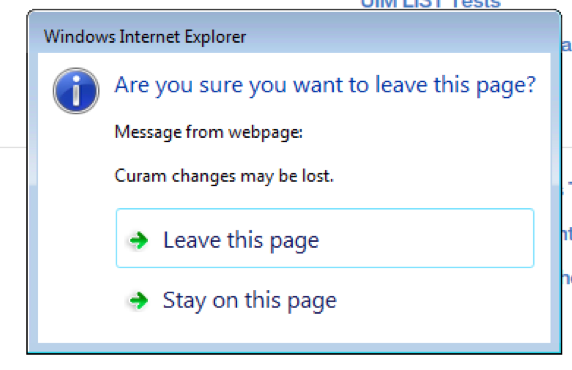 UIM LIST Tests
Windows Internet Explorer
Are you sure you want to leave this page?
Message from webpage:
Curam changes may be lost.
Leave this page
Stay on this page